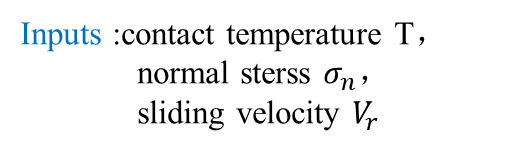 Inputs :contact temperature T，
normal sterss σₙ，
sliding velocity Vᵣ